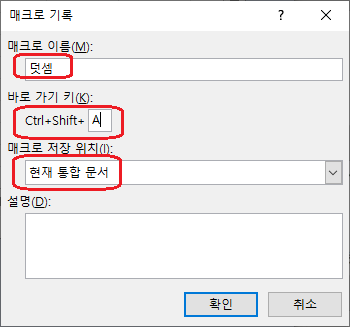 매크로 기록
매크로 이름(M):
덧셈
바로 가기 키(K):
Ctrl+Shift+ A
매크로 저장 위치(I):
현재 통합 문서
설명(D):
확인 취소